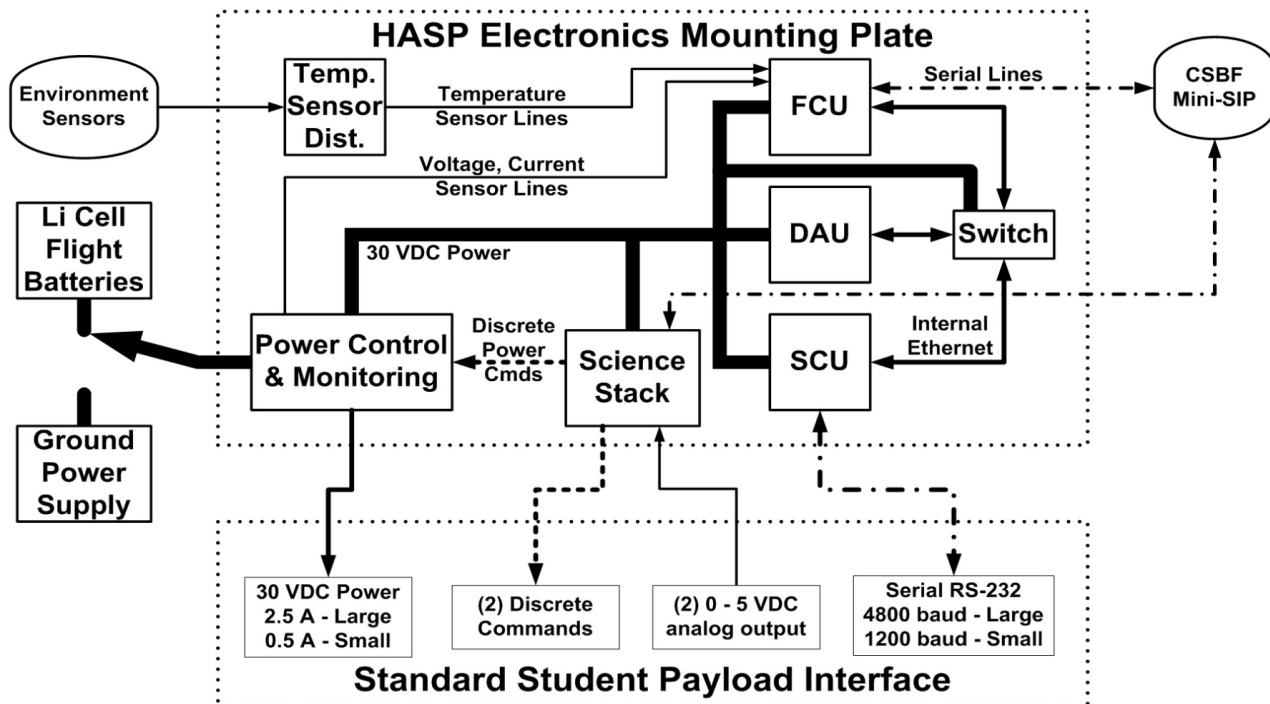 HASP Electronics Mounting Plate
Environment
Sensors
Temp.
Sensor
Dist.
Temperature
Sensor Lines
FCU
Serial Lines
CSBF
Mini-SIP
Voltage, Current
Sensor Lines
Li Cell
Flight
Batteries
30 VDC Power
DAU
Switch
Power Control
& Monitoring
Discrete
Power
Cmds
Science
Stack
SCU
Internal
Ethernet
Ground
Power
Supply
30 VDC Power
2.5 A - Large
0.5 A - Small
(2) Discrete
Commands
(2) 0 - 5 VDC
analog output
Serial RS-232
4800 baud - Large
1200 baud - Small
Standard Student Payload Interface